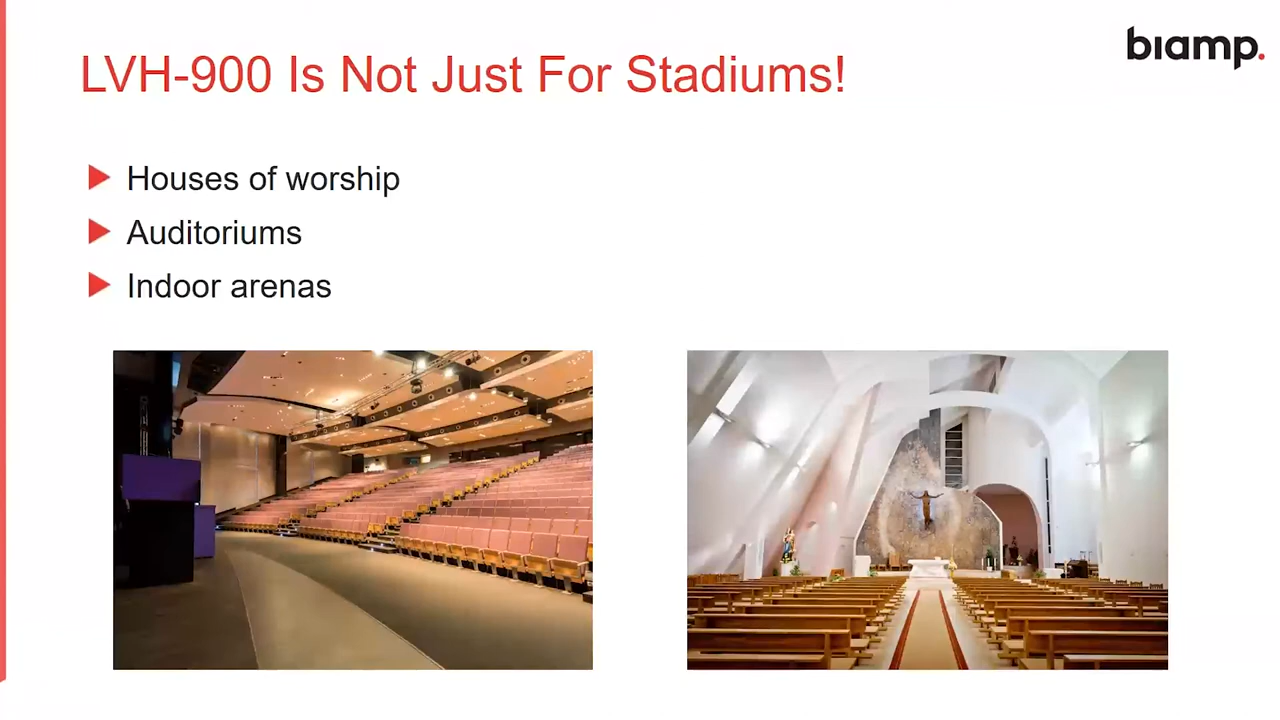 biamp.
LVH-900 Is Not Just For Stadiums!
Houses of worship
Auditoriums
Indoor arenas